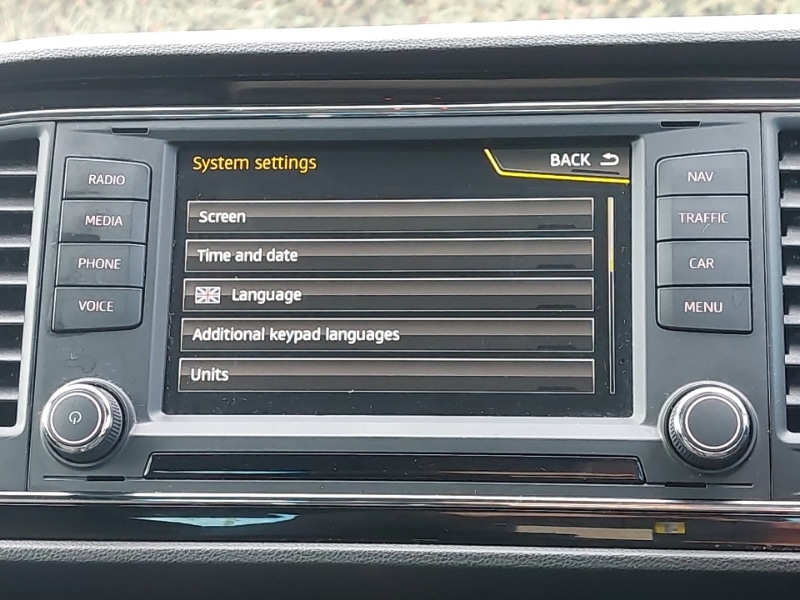 System settings
BACK
RADIO
MEDIA
PHONE
VOICE
Screen
Time and date
Language
Additional keypad languages
Units
NAV
TRAFFIC
CAR
MENU